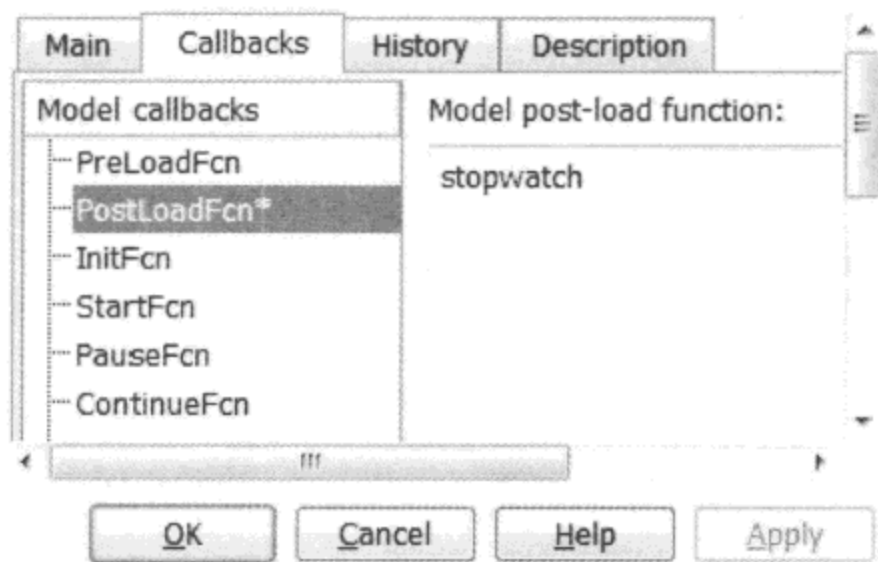 Main Callbacks History Description
Model callbacks
PreLoadFcn
PostLoadFcn*
InitFcn
StartFcn
PauseFcn
ContinueFcn
Model post-load function:
stopwatch
OK Cancel Help Apply